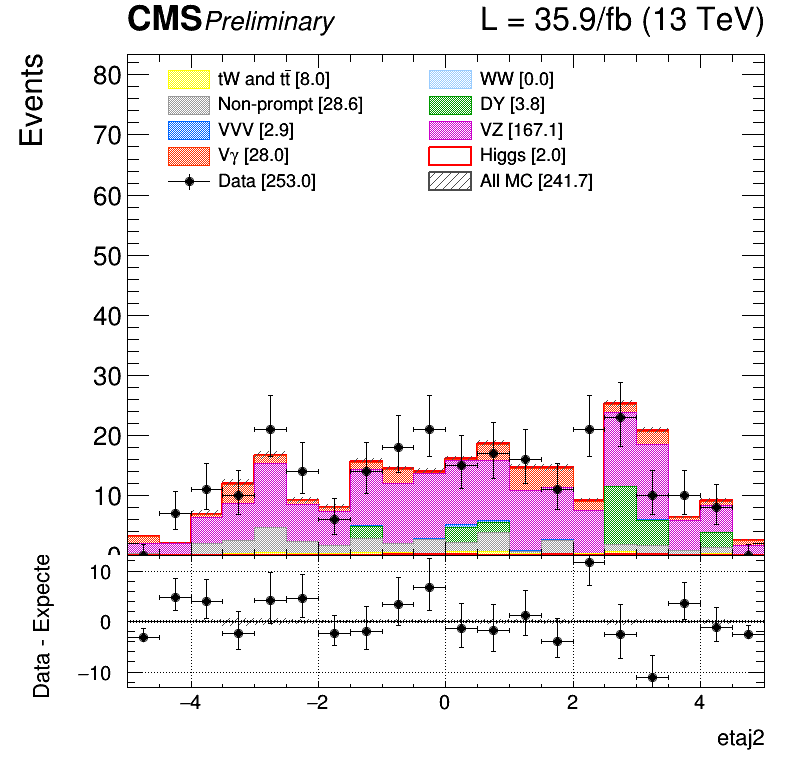 CMS Preliminary L = 35.9/fb (13 TeV)
Events
80
70
60
50
40
30
20
10
0
tW and tt̄ [8.0]
Non-prompt [28.6]
VVV [2.9]
Vγ [28.0]
Data [253.0]
WW [0.0]
DY [3.8]
VZ [167.1]
Higgs [2.0]
All MC [241.7]
Data - Expecte
10
0
−10
−4 −2 0 2 4
etaj2